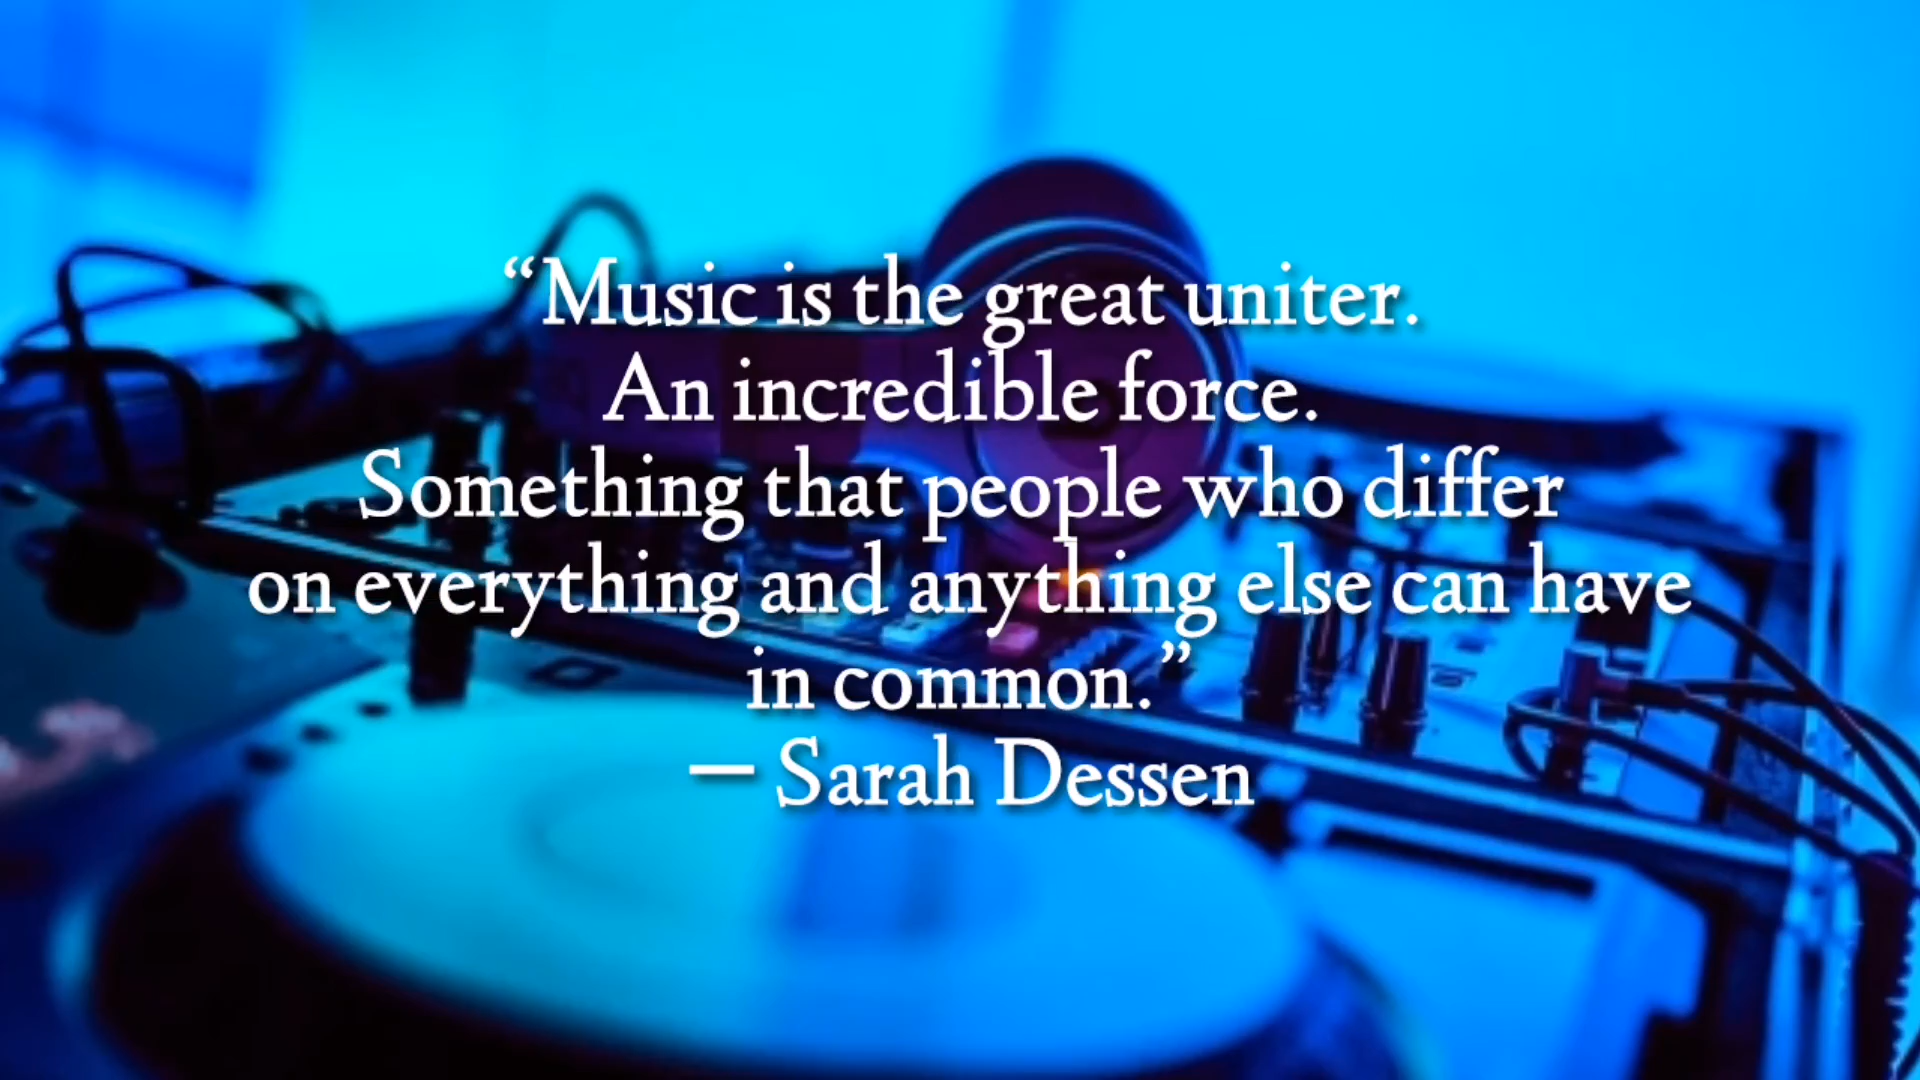 “Music is the great uniter.
An incredible force.
Something that people who differ
on everything and anything else can have
in common.”
— Sarah Dessen